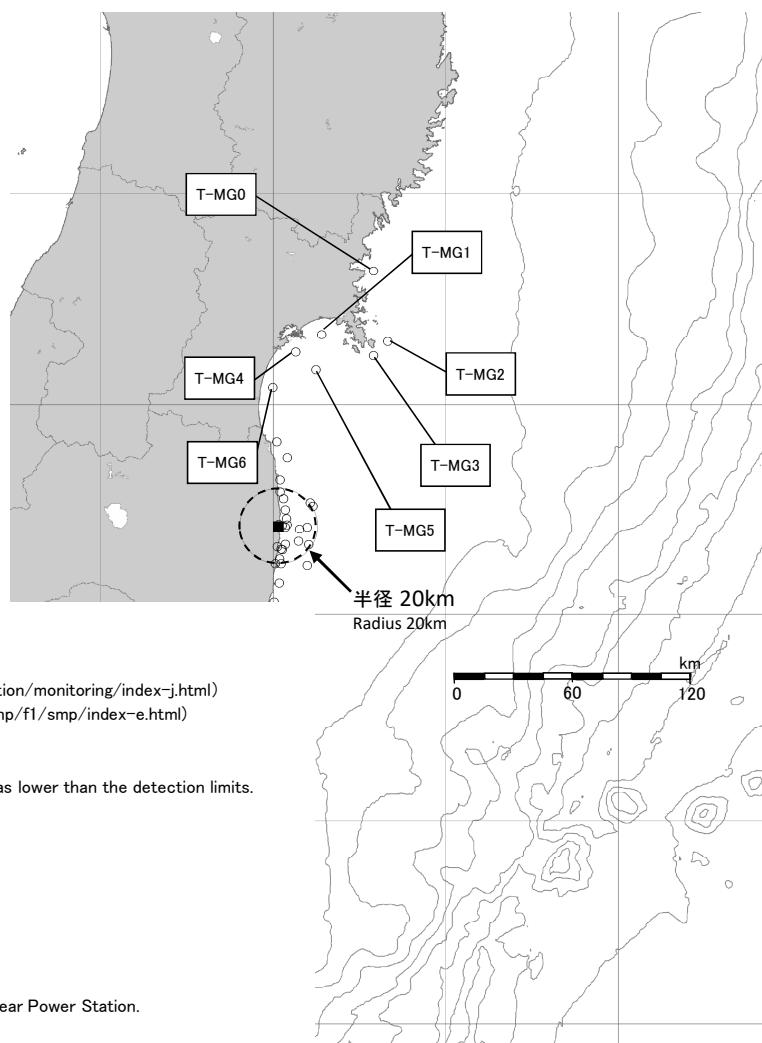 T-MG0
T-MG1
T-MG4
T-MG2
T-MG6
T-MG3
T-MG5
半径 20km
Radius 20km
km
0 60 120
tion/monitoring/index-j.html)
np/f1/smp/index-e.html)
as lower than the detection limits.
ear Power Station.